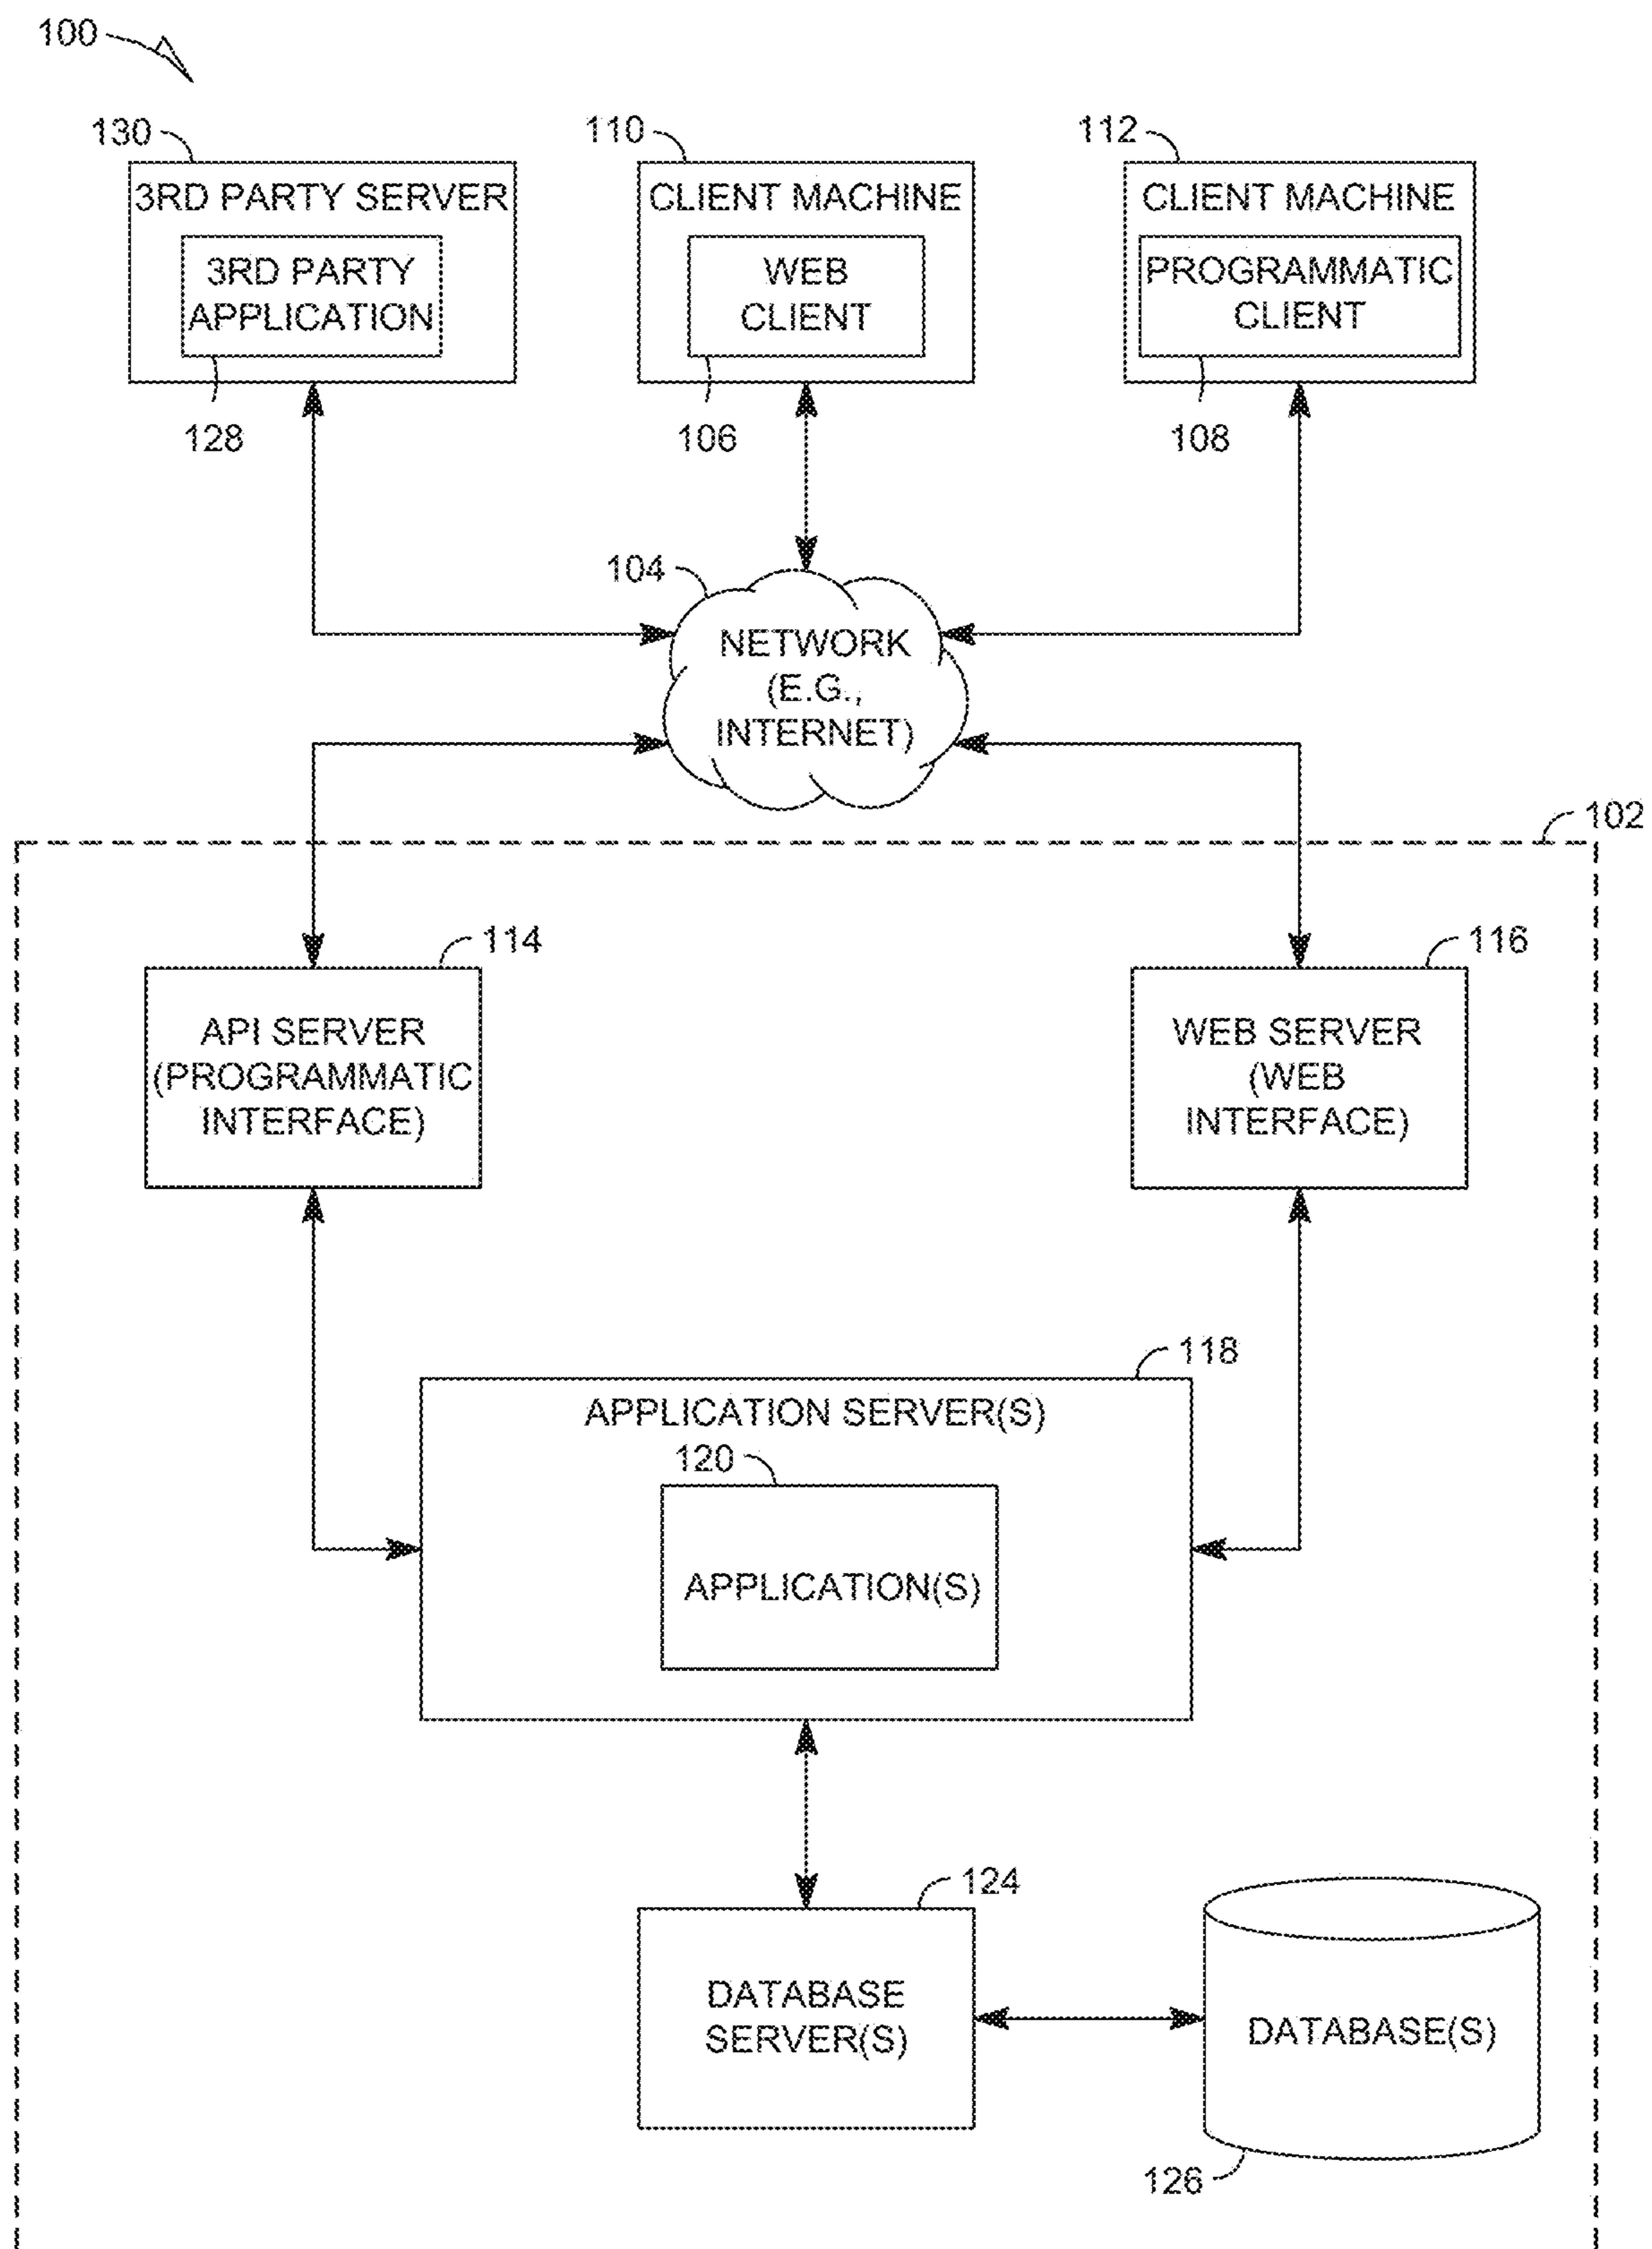 100
130
110
112
3RD PARTY SERVER
3RD PARTY
APPLICATION
CLIENT MACHINE
WEB
CLIENT
CLIENT MACHINE
PROGRAMMATIC
CLIENT
128
106
108
104
NETWORK
(E.G.,
INTERNET)
102
114
116
API SERVER
(PROGRAMMATIC
INTERFACE)
WEB SERVER
(WEB
INTERFACE)
118
APPLICATION SERVER(S)
120
APPLICATION(S)
124
DATABASE
SERVER(S)
DATABASE(S)
126